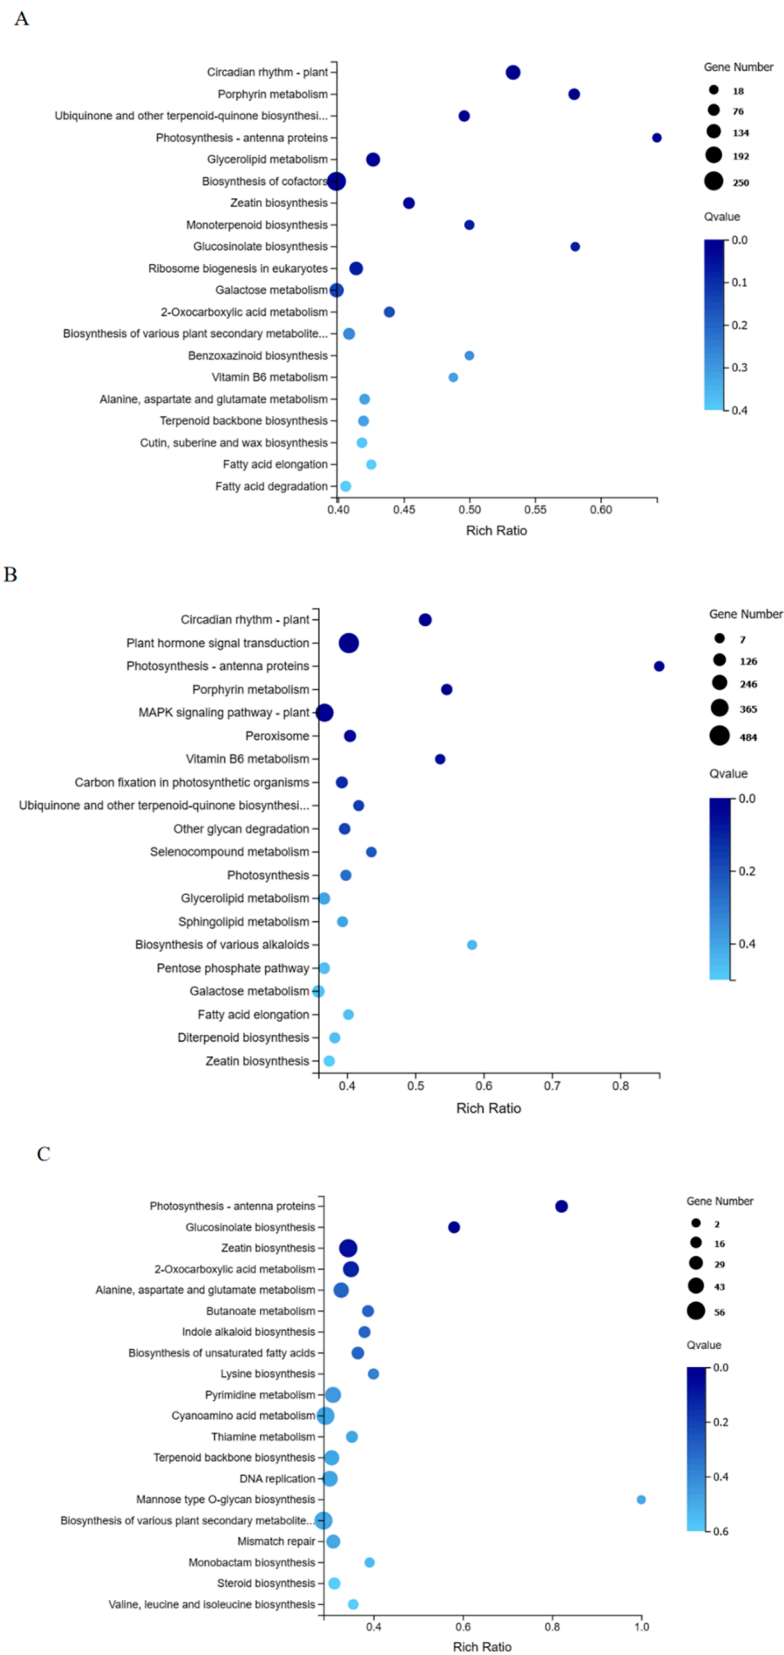 A
Circadian rhythm - plant
Porphyrin metabolism
Ubiquinone and other terpenoid-quinone biosynthesi...
Photosynthesis - antenna proteins
Glycerolipid metabolism
Biosynthesis of cofactors
Zeatin biosynthesis
Monoterpenoid biosynthesis
Glucosinolate biosynthesis
Ribosome biogenesis in eukaryotes
Galactose metabolism
2-Oxocarboxylic acid metabolism
Biosynthesis of various plant secondary metabolite...
Benzoxazinoid biosynthesis
Vitamin B6 metabolism
Alanine, aspartate and glutamate metabolism
Terpenoid backbone biosynthesis
Cutin, suberine and wax biosynthesis
Fatty acid elongation
Fatty acid degradation
0.40 0.45 0.50 0.55 0.60
Rich Ratio
Gene Number
18
76
134
192
250
Qvalue
0.0
0.1
0.2
0.3
0.4
B
Circadian rhythm - plant
Plant hormone signal transduction
Photosynthesis - antenna proteins
Porphyrin metabolism
MAPK signaling pathway - plant
Peroxisome
Vitamin B6 metabolism
Carbon fixation in photosynthetic organisms
Ubiquinone and other terpenoid-quinone biosynthesi...
Other glycan degradation
Selenocompound metabolism
Photosynthesis
Glycerolipid metabolism
Sphingolipid metabolism
Biosynthesis of various alkaloids
Pentose phosphate pathway
Galactose metabolism
Fatty acid elongation
Diterpenoid biosynthesis
Zeatin biosynthesis
0.4 0.5 0.6 0.7 0.8
Rich Ratio
Gene Number
7
126
246
365
484
Qvalue
0.0
0.2
0.4
C
Photosynthesis - antenna proteins
Glucosinolate biosynthesis
Zeatin biosynthesis
2-Oxocarboxylic acid metabolism
Alanine, aspartate and glutamate metabolism
Butanoate metabolism
Indole alkaloid biosynthesis
Biosynthesis of unsaturated fatty acids
Lysine biosynthesis
Pyrimidine metabolism
Cyanoamino acid metabolism
Thiamine metabolism
Terpenoid backbone biosynthesis
DNA replication
Mannose type O-glycan biosynthesis
Biosynthesis of various plant secondary metabolite...
Mismatch repair
Monobactam biosynthesis
Steroid biosynthesis
Valine, leucine and isoleucine biosynthesis
0.4 0.6 0.8 1.0
Rich Ratio
Gene Number
2
16
29
43
56
Qvalue
0.0
0.2
0.4
0.6